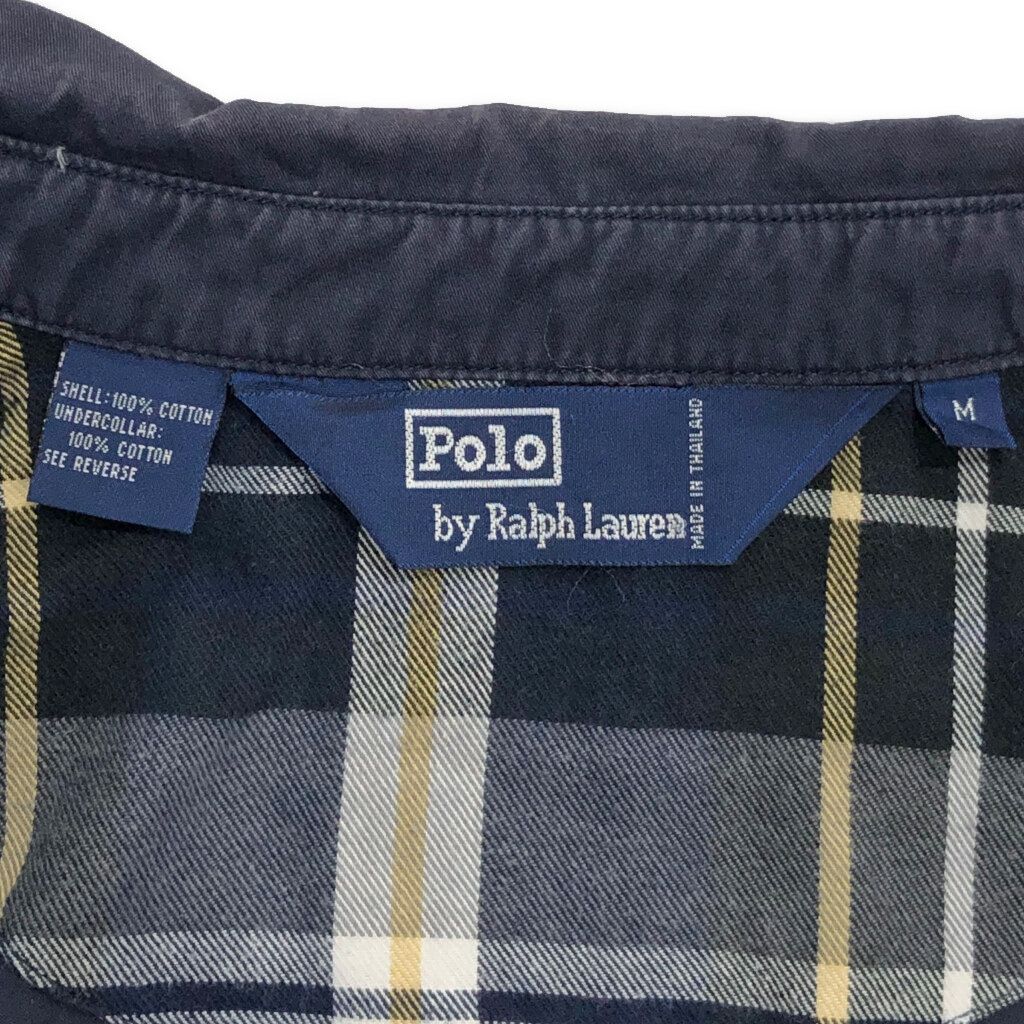 SHELL: 100% COTTON
UNDERCOLLAR:
100% COTTON
SEE REVERSE
Polo
by Ralph Lauren
MADE IN THAILAND
M